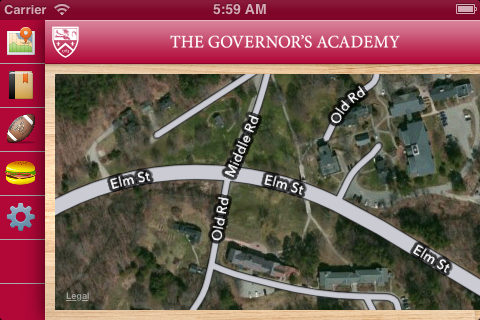 Carrier 5:59 AM
THE GOVERNOR'S ACADEMY
Old Rd
Middle Rd
Elm St
Elm St
Old Rd
Elm St
Legal